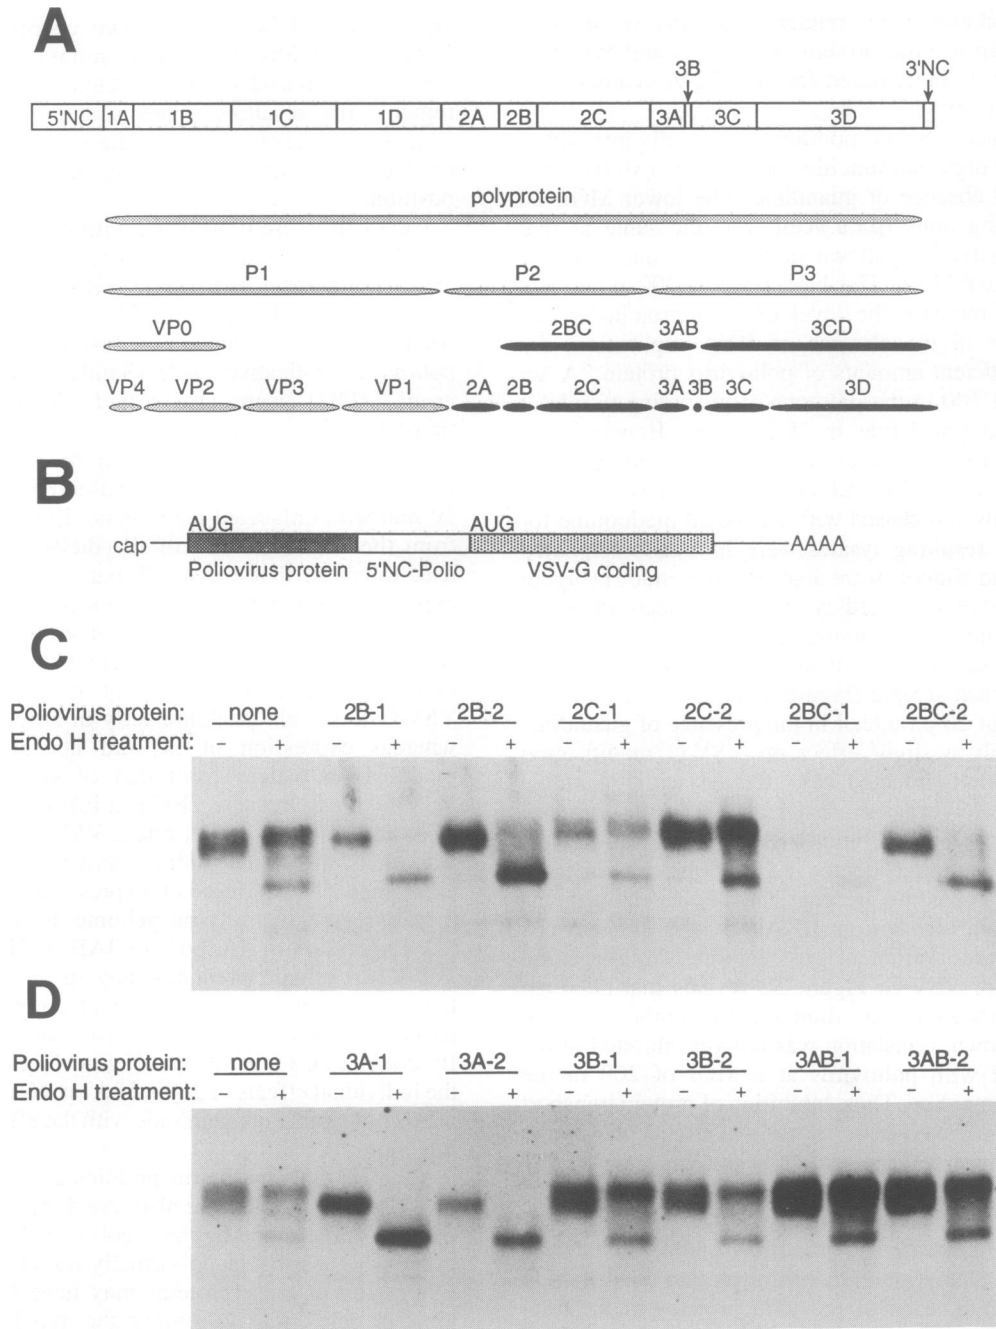 A
3B 3'NC
5'NC 1A 1B 1C 1D 2A 2B 2C 3A 3C 3D
polyprotein
P1 P2 P3
VP0 2BC 3AB 3CD
VP4 VP2 VP3 VP1 2A 2B 2C 3A 3B 3C 3D
B
AUG AUG
cap AAAA
Poliovirus protein 5'NC-Polio VSV-G coding
C
Poliovirus protein: none 2B-1 2B-2 2C-1 2C-2 2BC-1 2BC-2
Endo H treatment: - + - + - + - + - + - + - +
D
Poliovirus protein: none 3A-1 3A-2 3B-1 3B-2 3AB-1 3AB-2
Endo H treatment: - + - + - + - + - + - + - +